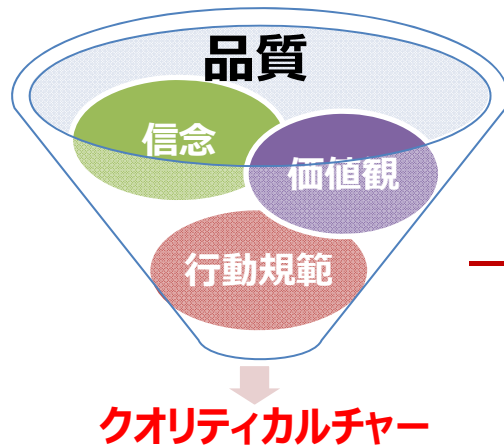 品質
信念
価値観
行動規範
クオリティカルチャー